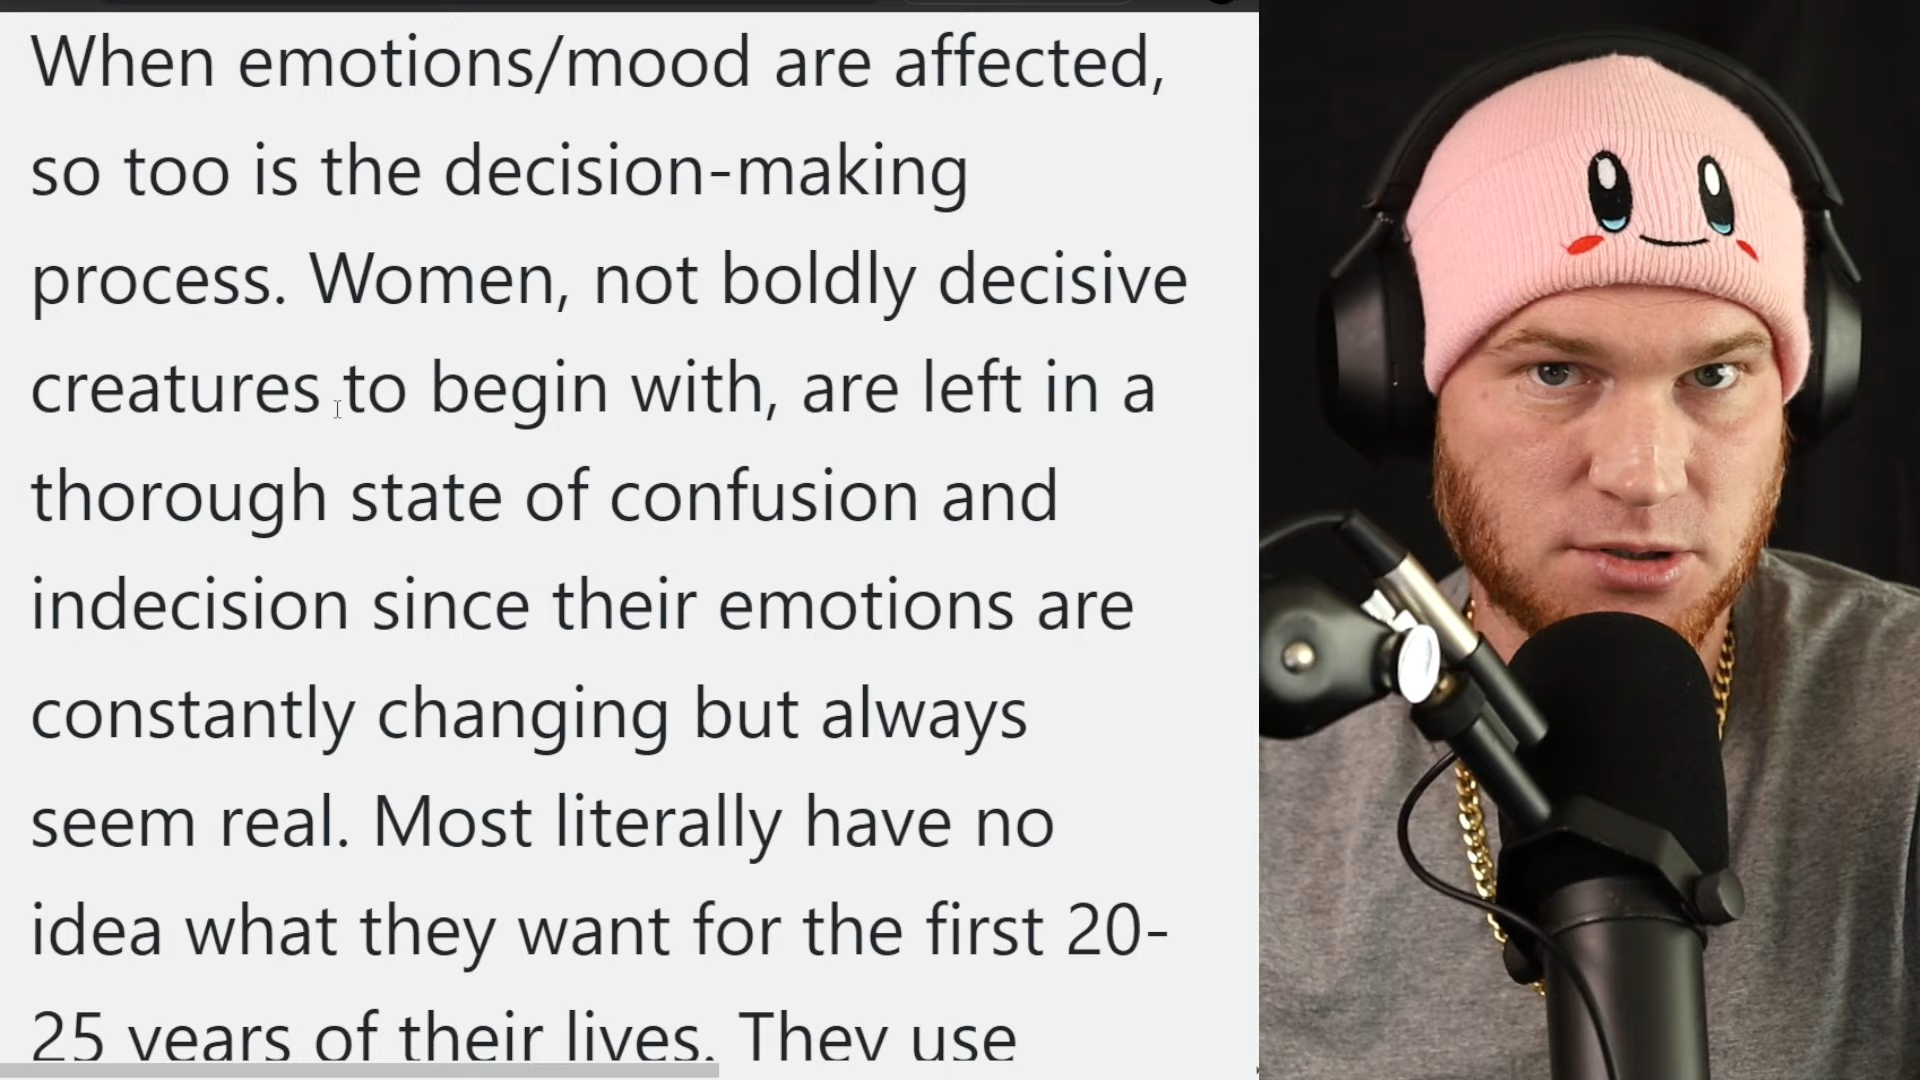 When emotions/mood are affected,
so too is the decision-making
process. Women, not boldly decisive
creatures to begin with, are left in a
thorough state of confusion and
indecision since their emotions are
constantly changing but always
seem real. Most literally have no
idea what they want for the first 20-
25 years of their lives. They use